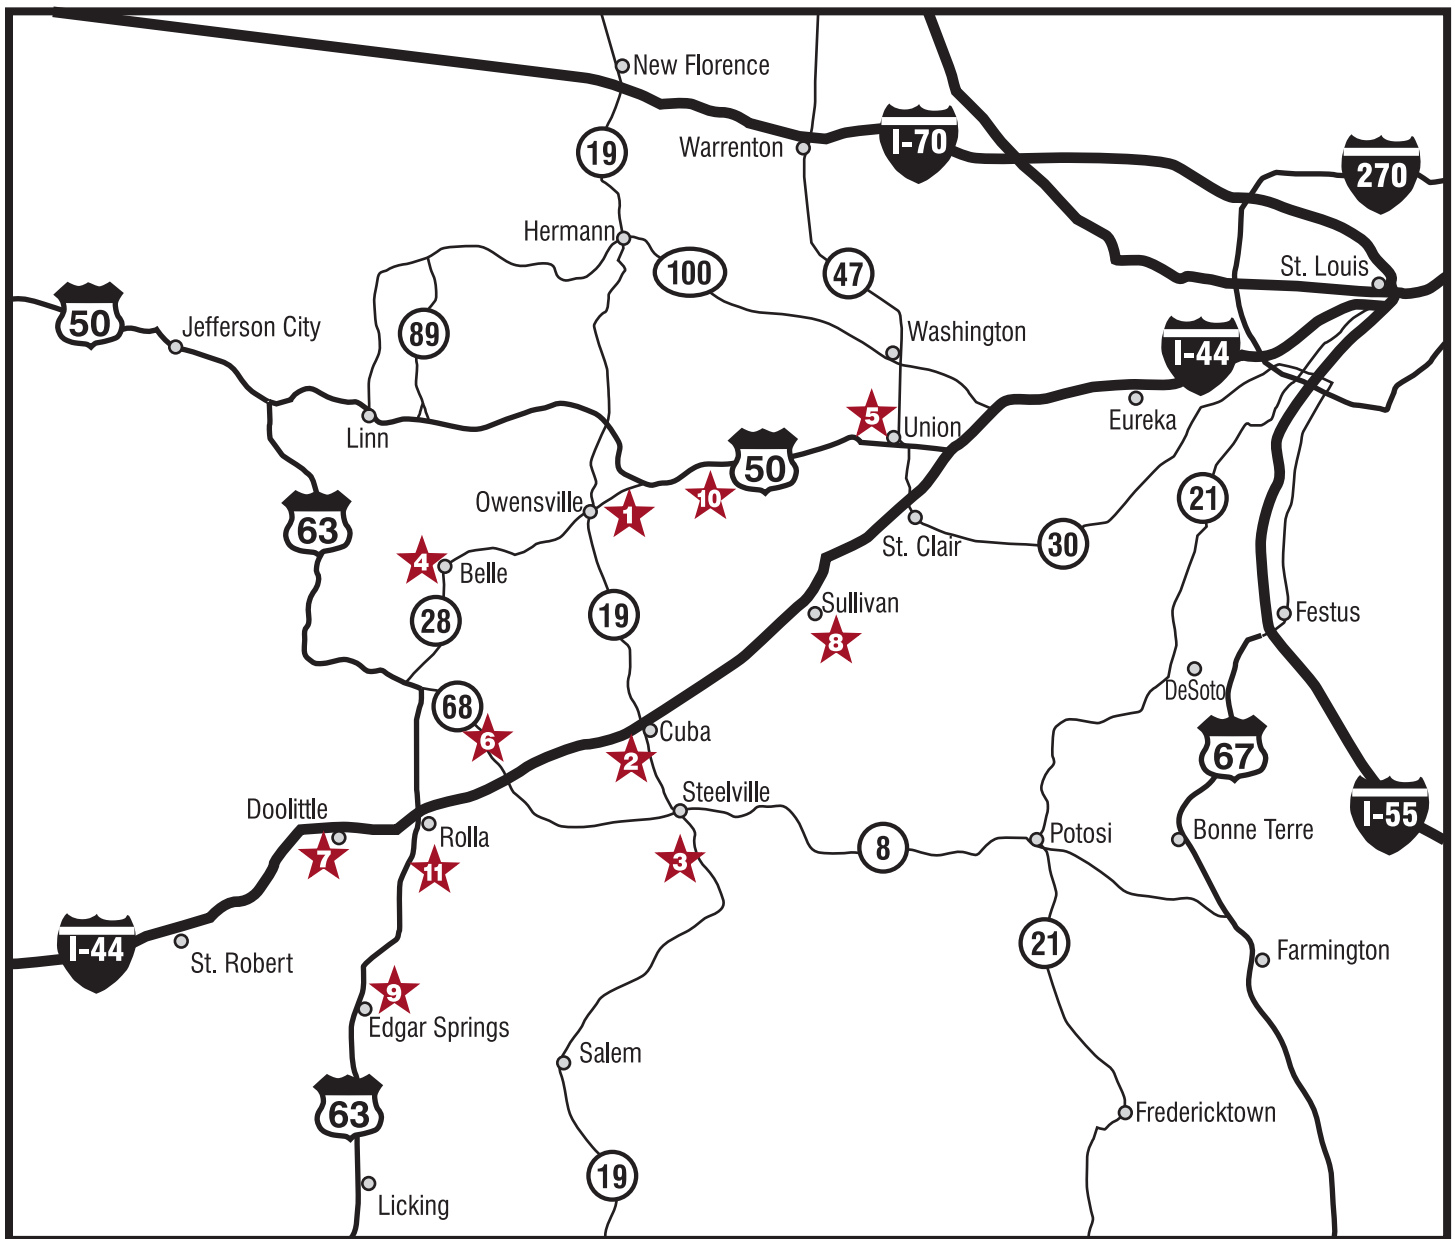 New Florence
I-70
19
Warrenton
270
Hermann
100
47
St. Louis
50
Jefferson City
89
Washington
I-44
5
Eureka
Linn
Union
50
Owensville
10
1
21
63
St. Clair
30
4
Belle
28
19
Sullivan
8
Festus
DeSoto
68
6
Cuba
2
67
Steelville
Doolittle
Rolla
7
11
3
8
Potosi
Bonne Terre
I-55
I-44
St. Robert
21
Farmington
9
Edgar Springs
Salem
63
Fredericktown
19
Licking